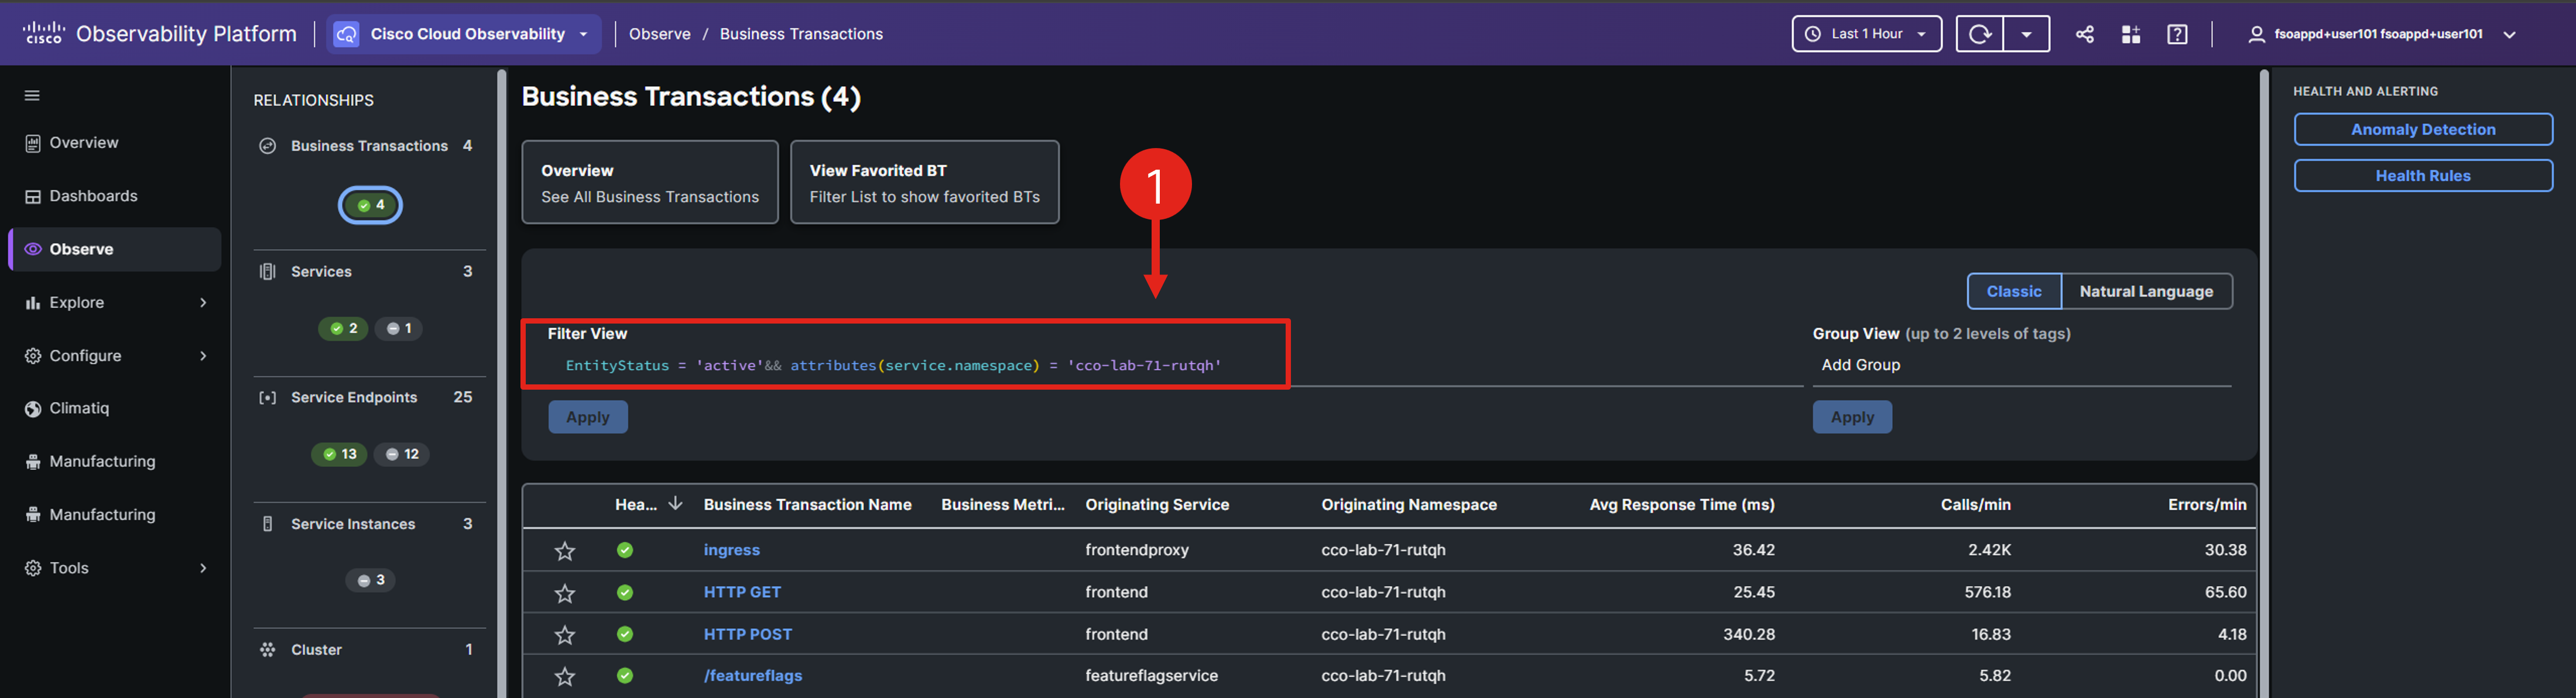 CISCO Observability Platform
Cisco Cloud Observability
Observe / Business Transactions
Last 1 Hour
fsoappd+user101 fsoappd+user101
Overview
Dashboards
Observe
Explore
Configure
Climatiq
Manufacturing
Manufacturing
Tools
RELATIONSHIPS
Business Transactions 4
4
Services 3
2 1
Service Endpoints 25
13 12
Service Instances 3
3
Cluster 1
Business Transactions (4)
Overview
See All Business Transactions
View Favorited BT
Filter List to show favorited BTs
1
Classic Natural Language
Filter View
EntityStatus = 'active'&& attributes(service.namespace) = 'cco-lab-71-rutqh'
Apply
Group View (up to 2 levels of tags)
Add Group
Apply
Hea... Business Transaction Name Business Metri... Originating Service Originating Namespace Avg Response Time (ms) Calls/min Errors/min
ingress frontendproxy cco-lab-71-rutqh 36.42 2.42K 30.38
HTTP GET frontend cco-lab-71-rutqh 25.45 576.18 65.60
HTTP POST frontend cco-lab-71-rutqh 340.28 16.83 4.18
/featureflags featureflagservice cco-lab-71-rutqh 5.72 5.82 0.00
HEALTH AND ALERTING
Anomaly Detection
Health Rules